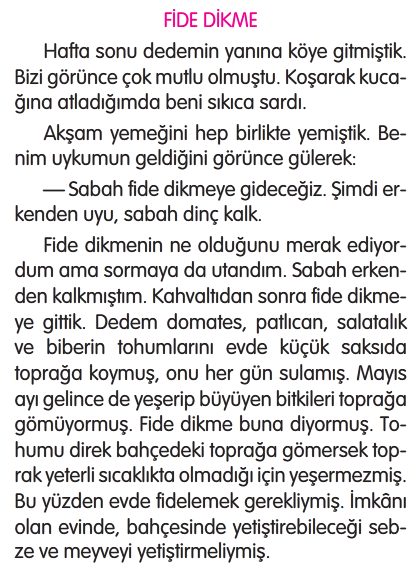 FİDE DİKME
Hafta sonu dedemin yanına köye gitmiştik.
Bizi görünce çok mutlu olmuştu. Koşarak kuca-
ğına atladığımda beni sıkıca sardı.
Akşam yemeğini hep birlikte yemiştik. Be-
nim uykumun geldiğini görünce gülerek:
— Sabah fide dikmeye gideceğiz. Şimdi er-
kenden uyu, sabah dinç kalk.
Fide dikmenin ne olduğunu merak ediyor-
dum ama sormaya da utandım. Sabah erken-
den kalkmıştım. Kahvaltıdan sonra fide dikme-
ye gittik. Dedem domates, patlıcan, salatalık
ve biberin tohumlarını evde küçük saksıda
toprağa koymuş, onu her gün sulamış. Mayıs
ayı gelince de yeşerip büyüyen bitkileri toprağa
gömüyormuş. Fide dikme buna diyormuş. To-
humu direk bahçedeki toprağa gömersek top-
rak yeterli sıcaklıkta olmadığı için yeşermezmiş.
Bu yüzden evde fidelemek gerekliymiş. İmkânı
olan evinde, bahçesinde yetiştirebileceği seb-
ze ve meyveyi yetiştirmeliymiş.